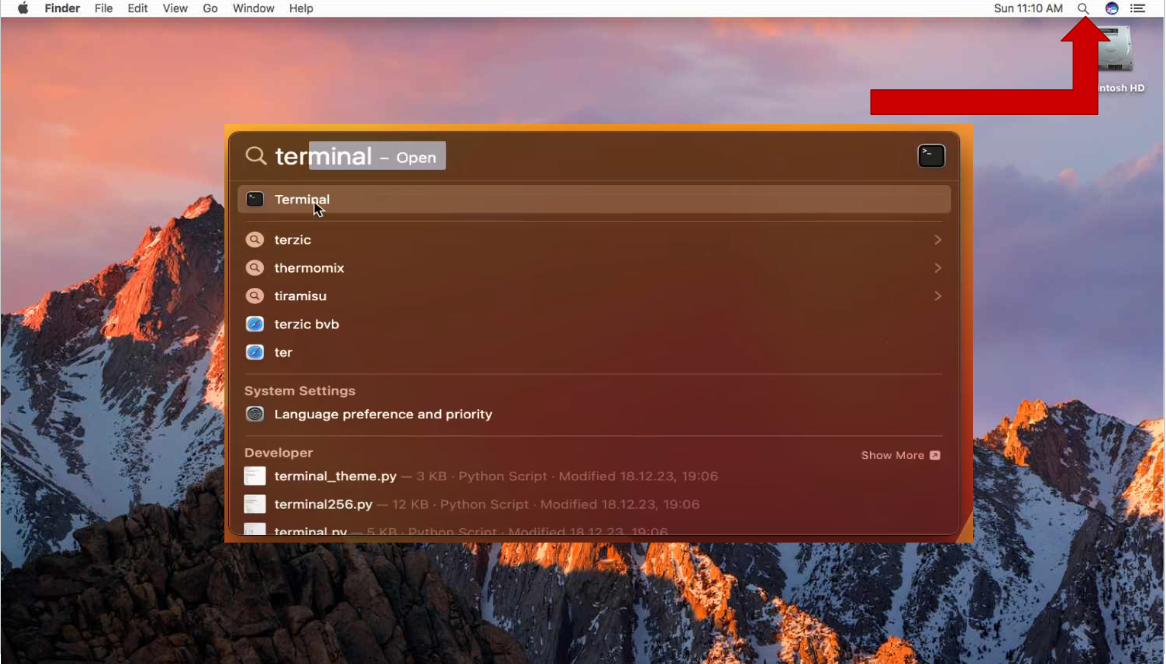 Finder File Edit View Go Window Help Sun 11:10 AM
ntosh HD
terminal – Open
Terminal
terzic
thermomix
tiramisu
terzic bvb
ter
System Settings
Language preference and priority
Developer Show More
terminal_theme.py — 3 KB · Python Script · Modified 18.12.23, 19:06
terminal256.py — 12 KB · Python Script · Modified 18.12.23, 19:06
terminal.py — 5 KB · Python Script · Modified 18.12.23, 19:06